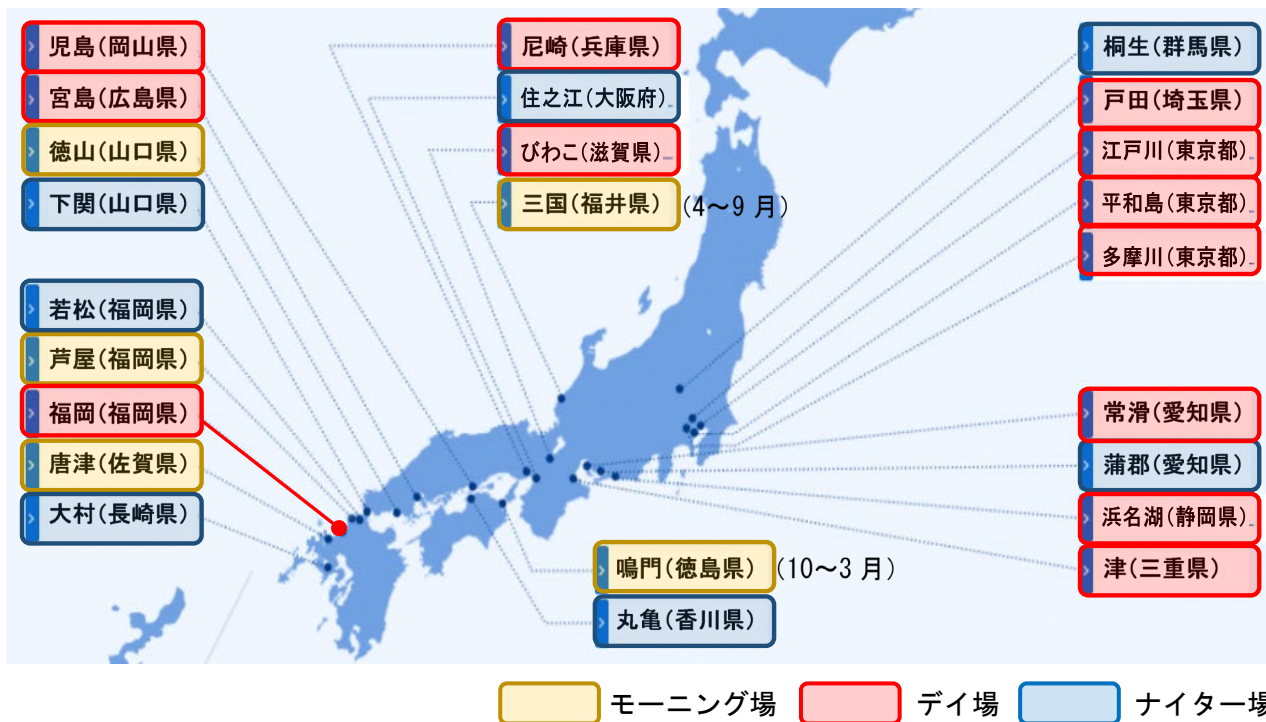 児島(岡山県)
宮島(広島県)
徳山(山口県)
下関(山口県)
若松(福岡県)
芦屋(福岡県)
福岡(福岡県)
唐津(佐賀県)
大村(長崎県)
尼崎(兵庫県)
住之江(大阪府)
びわこ(滋賀県)
三国(福井県) (4～9 月)
鳴門(徳島県) (10～3 月)
丸亀(香川県)
桐生(群馬県)
戸田(埼玉県)
江戸川(東京都)
平和島(東京都)
多摩川(東京都)
常滑(愛知県)
蒲郡(愛知県)
浜名湖(静岡県)
津(三重県)
モーニング場 デイ場 ナイター場